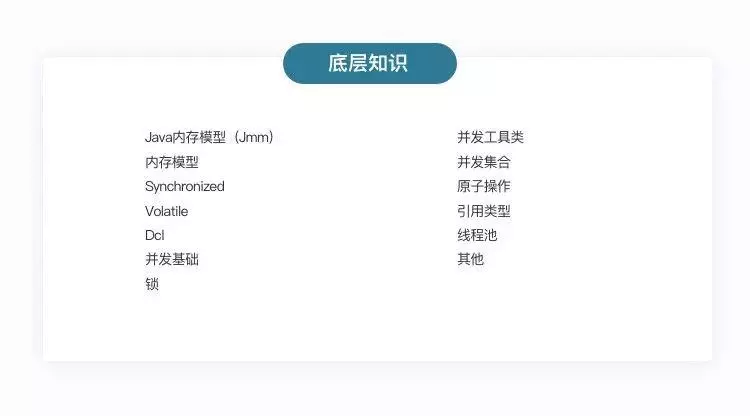 底层知识
Java内存模型（Jmm）
内存模型
Synchronized
Volatile
Dcl
并发基础
锁
并发工具类
并发集合
原子操作
引用类型
线程池
其他